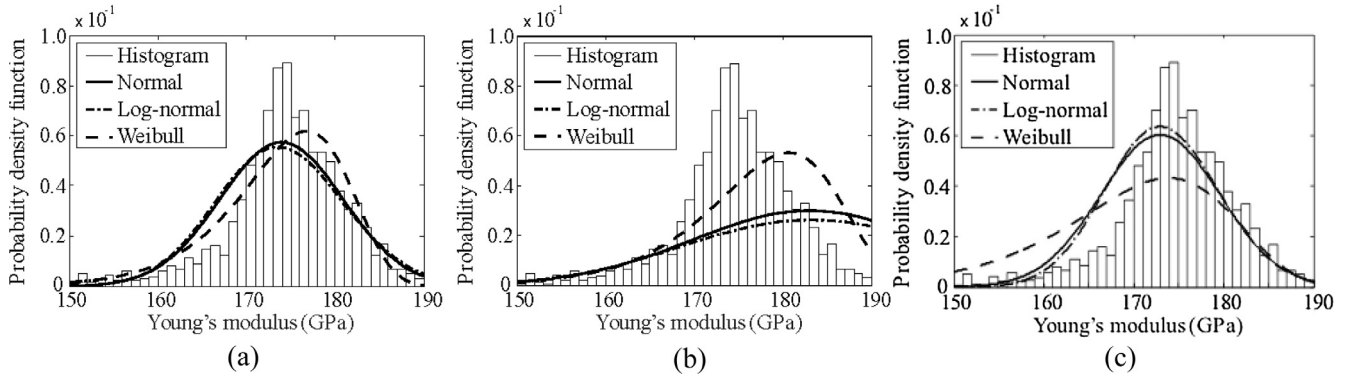 × 10⁻¹
Probability density function
1.0
0.8
0.6
0.4
0.2
0
Histogram
Normal
Log-normal
Weibull
150 160 170 180 190
Young's modulus (GPa)
(a)
× 10⁻¹
Probability density function
1.0
0.8
0.6
0.4
0.2
0
Histogram
Normal
Log-normal
Weibull
150 160 170 180 190
Young's modulus (GPa)
(b)
× 10⁻¹
Probability density function
1.0
0.8
0.6
0.4
0.2
0
Histogram
Normal
Log-normal
Weibull
150 160 170 180 190
Young's modulus (GPa)
(c)